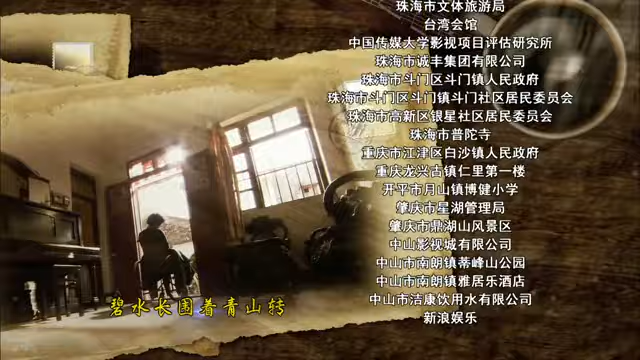 珠海市文体旅游局
台湾会馆
中国传媒大学影视项目评估研究所
珠海市诚丰集团有限公司
珠海市斗门区斗门镇人民政府
珠海市斗门区斗门镇斗门社区居民委员会
珠海市高新区银星社区居民委员会
珠海市普陀寺
重庆市江津区白沙镇人民政府
重庆龙兴古镇仁里第一楼
开平市月山镇博健小学
肇庆市星湖管理局
肇庆市鼎湖山风景区
中山影视城有限公司
中山市南朗镇蒂峰山公园
中山市南朗镇雅居乐酒店
中山市洁康饮用水有限公司
新浪娱乐
碧水长围着青山转